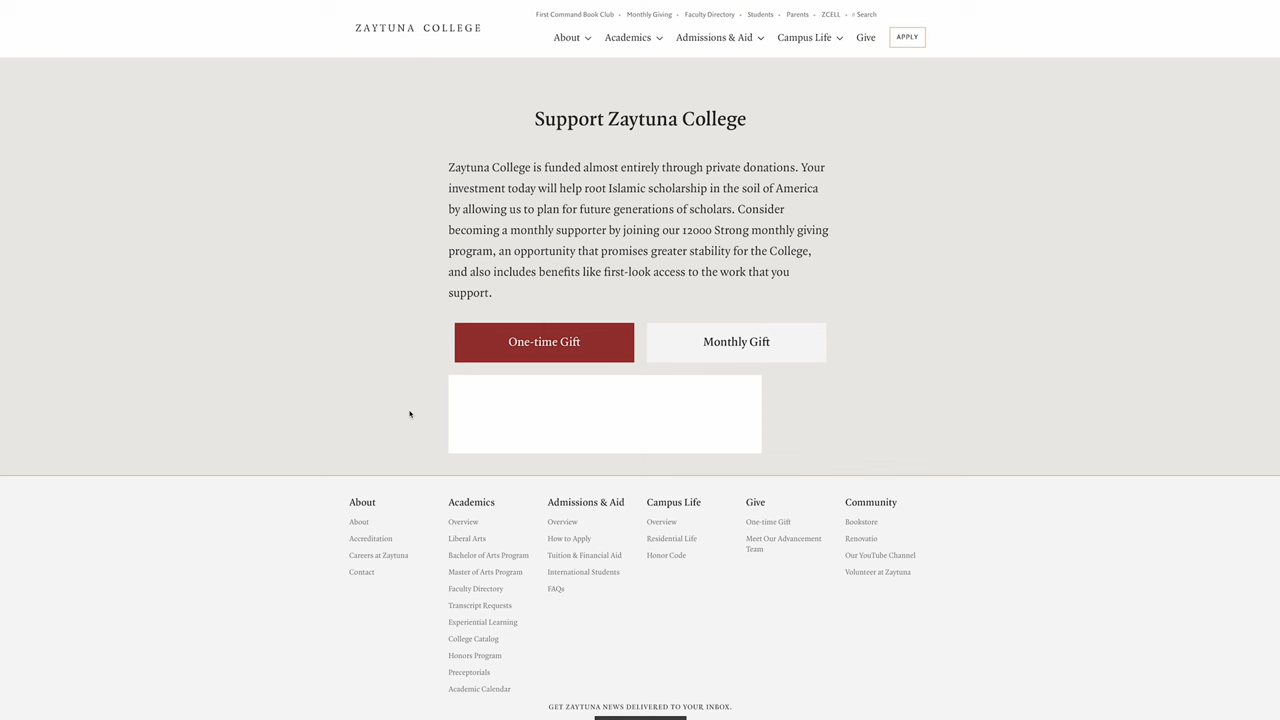 First Command Book Club • Monthly Giving • Faculty Directory • Students • Parents • ZCELL • Search
ZAYTUNA COLLEGE
About Academics Admissions & Aid Campus Life Give APPLY
Support Zaytuna College
Zaytuna College is funded almost entirely through private donations. Your
investment today will help root Islamic scholarship in the soil of America
by allowing us to plan for future generations of scholars. Consider
becoming a monthly supporter by joining our 12000 Strong monthly giving
program, an opportunity that promises greater stability for the College,
and also includes benefits like first-look access to the work that you
support.
One-time Gift Monthly Gift
About
About
Accreditation
Careers at Zaytuna
Contact
Academics
Overview
Liberal Arts
Bachelor of Arts Program
Master of Arts Program
Faculty Directory
Transcript Requests
Experiential Learning
College Catalog
Honors Program
Preceptorials
Academic Calendar
Admissions & Aid
Overview
How to Apply
Tuition & Financial Aid
International Students
FAQs
Campus Life
Overview
Residential Life
Honor Code
Give
One-time Gift
Meet Our Advancement
Team
Community
Bookstore
Renovatio
Our YouTube Channel
Volunteer at Zaytuna
GET ZAYTUNA NEWS DELIVERED TO YOUR INBOX.